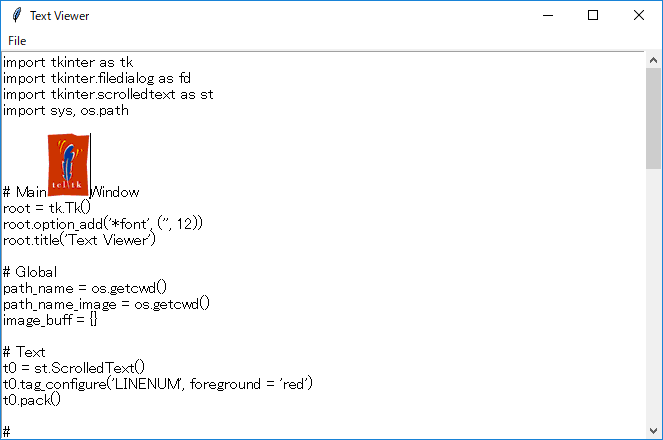 Text Viewer
File
import tkinter as tk
import tkinter.filedialog as fd
import tkinter.scrolledtext as st
import sys, os.path
tcl tk
# Main Window
root = tk.Tk()
root.option_add('*font', ('', 12))
root.title('Text Viewer')
# Global
path_name = os.getcwd()
path_name_image = os.getcwd()
image_buff = {}
# Text
t0 = st.ScrolledText()
t0.tag_configure('LINENUM', foreground = 'red')
t0.pack()
#